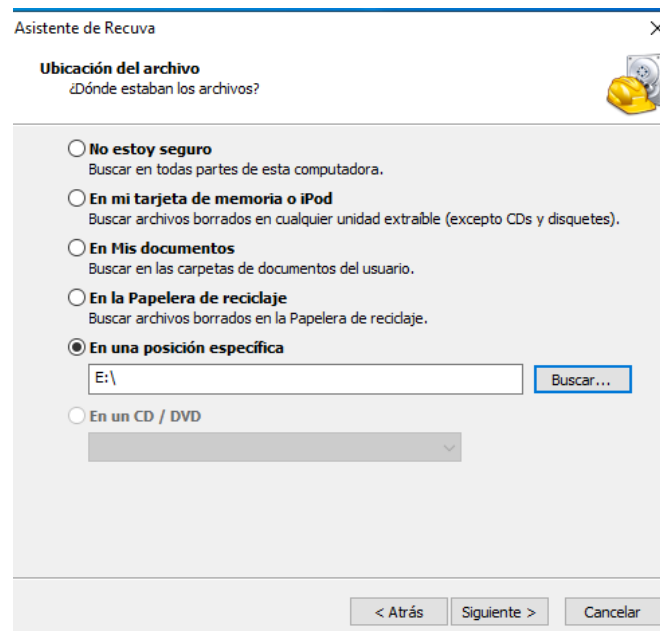 Asistente de Recuva
Ubicación del archivo
¿Dónde estaban los archivos?
No estoy seguro
Buscar en todas partes de esta computadora.
En mi tarjeta de memoria o iPod
Buscar archivos borrados en cualquier unidad extraíble (excepto CDs y disquetes).
En Mis documentos
Buscar en las carpetas de documentos del usuario.
En la Papelera de reciclaje
Buscar archivos borrados en la Papelera de reciclaje.
En una posición específica
E:\
Buscar...
En un CD / DVD
< Atrás
Siguiente >
Cancelar